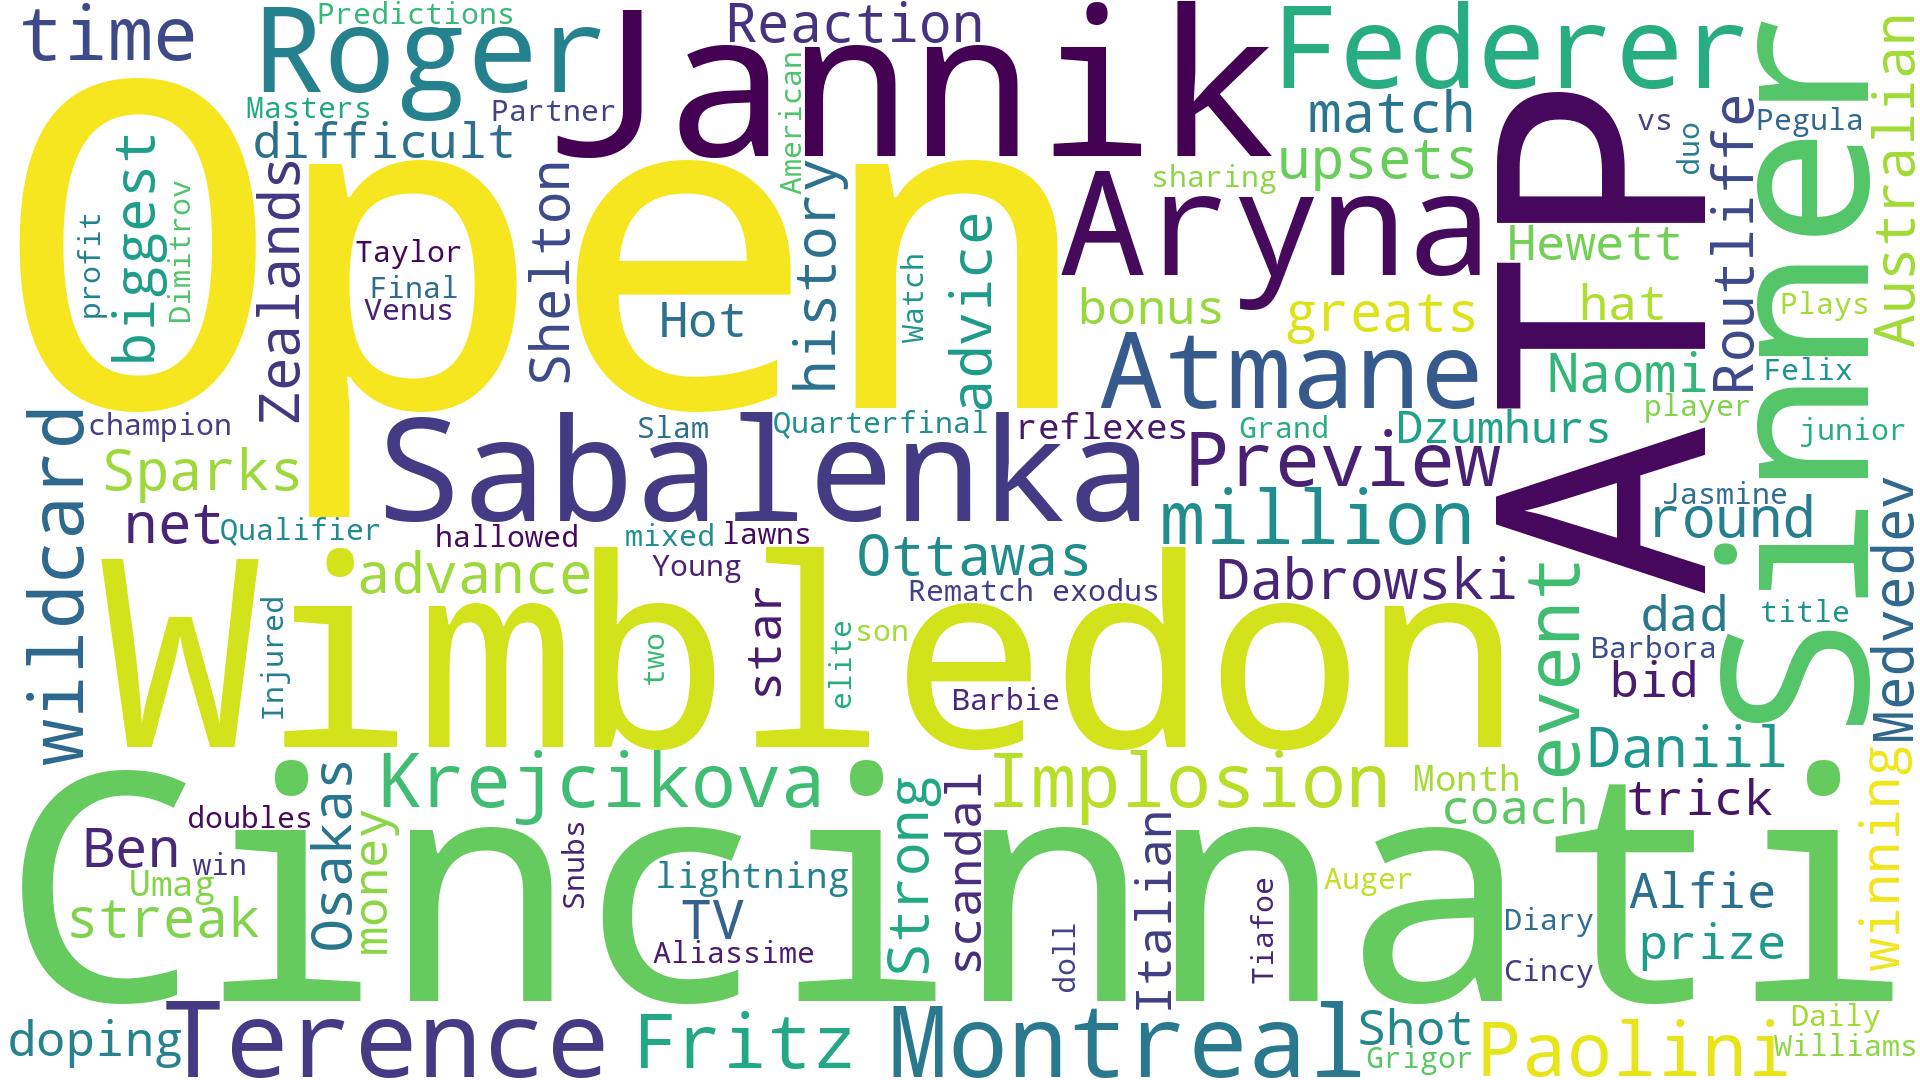 time
Predictions
Roger
Jannik
Reaction
Federer
Open
Masters
Partner
difficult
American
match
upsets
sharing
ATP
vs
duo
Pegula
Sinner
Australian
biggest
profit
Dimitrov
Zealands
Taylor
Final
Venus
Shelton
Hot
history
Watch
advice
Aryna
bonus
greats
Atmane
Hewett
hat
Naomi
player
Routliffe
Plays
Felix
junior
wildcard
champion
Sparks
net
Qualifier
Sabalenka
Slam
Quarterfinal
reflexes
Grand
Dzumhurs
Preview
million
Jasmine
round
Medvedev
hallowed
mixed
lawns
Young
Ottawas
Rematch
exodus
Dabrowski
advance
Wimbledon
Injured
two
star
elite
son
Barbie
event
dad
title
Barbora
bid
Daniil
Krejcikova
Implosion
Month
coach
trick
winning
Cincinnati
doubles
Ben
win
Umag
streak
Osakas
money
Snubs
lightning
TV
Aliassime
Strong
scandal
doll
Italian
Tiafoe
Auger
Diary
Cincy
Alfie
prize
doping
Terence
Fritz
Montreal
Shot
Grigor
Paolini
Daily
Williams